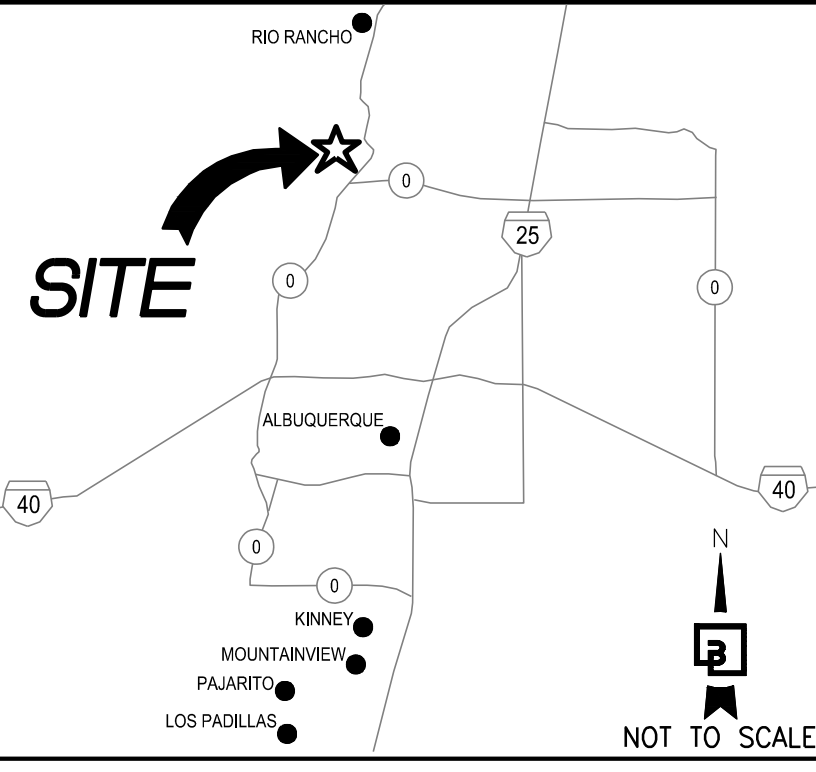 RIO RANCHO
0
25
SITE
0
0
ALBUQUERQUE
40
40
0
N
0
KINNEY
MOUNTAINVIEW
PAJARITO
LOS PADILLAS
B
NOT TO SCALE